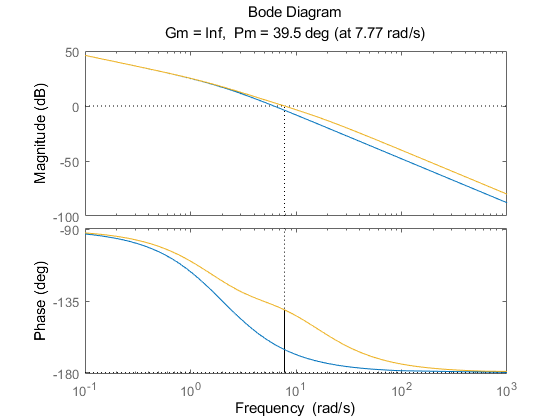 Bode Diagram
Gm = Inf, Pm = 39.5 deg (at 7.77 rad/s)
50
0
-50
-100
Magnitude (dB)
-90
-135
-180
Phase (deg)
10^-1
10^0
10^1
10^2
10^3
Frequency (rad/s)